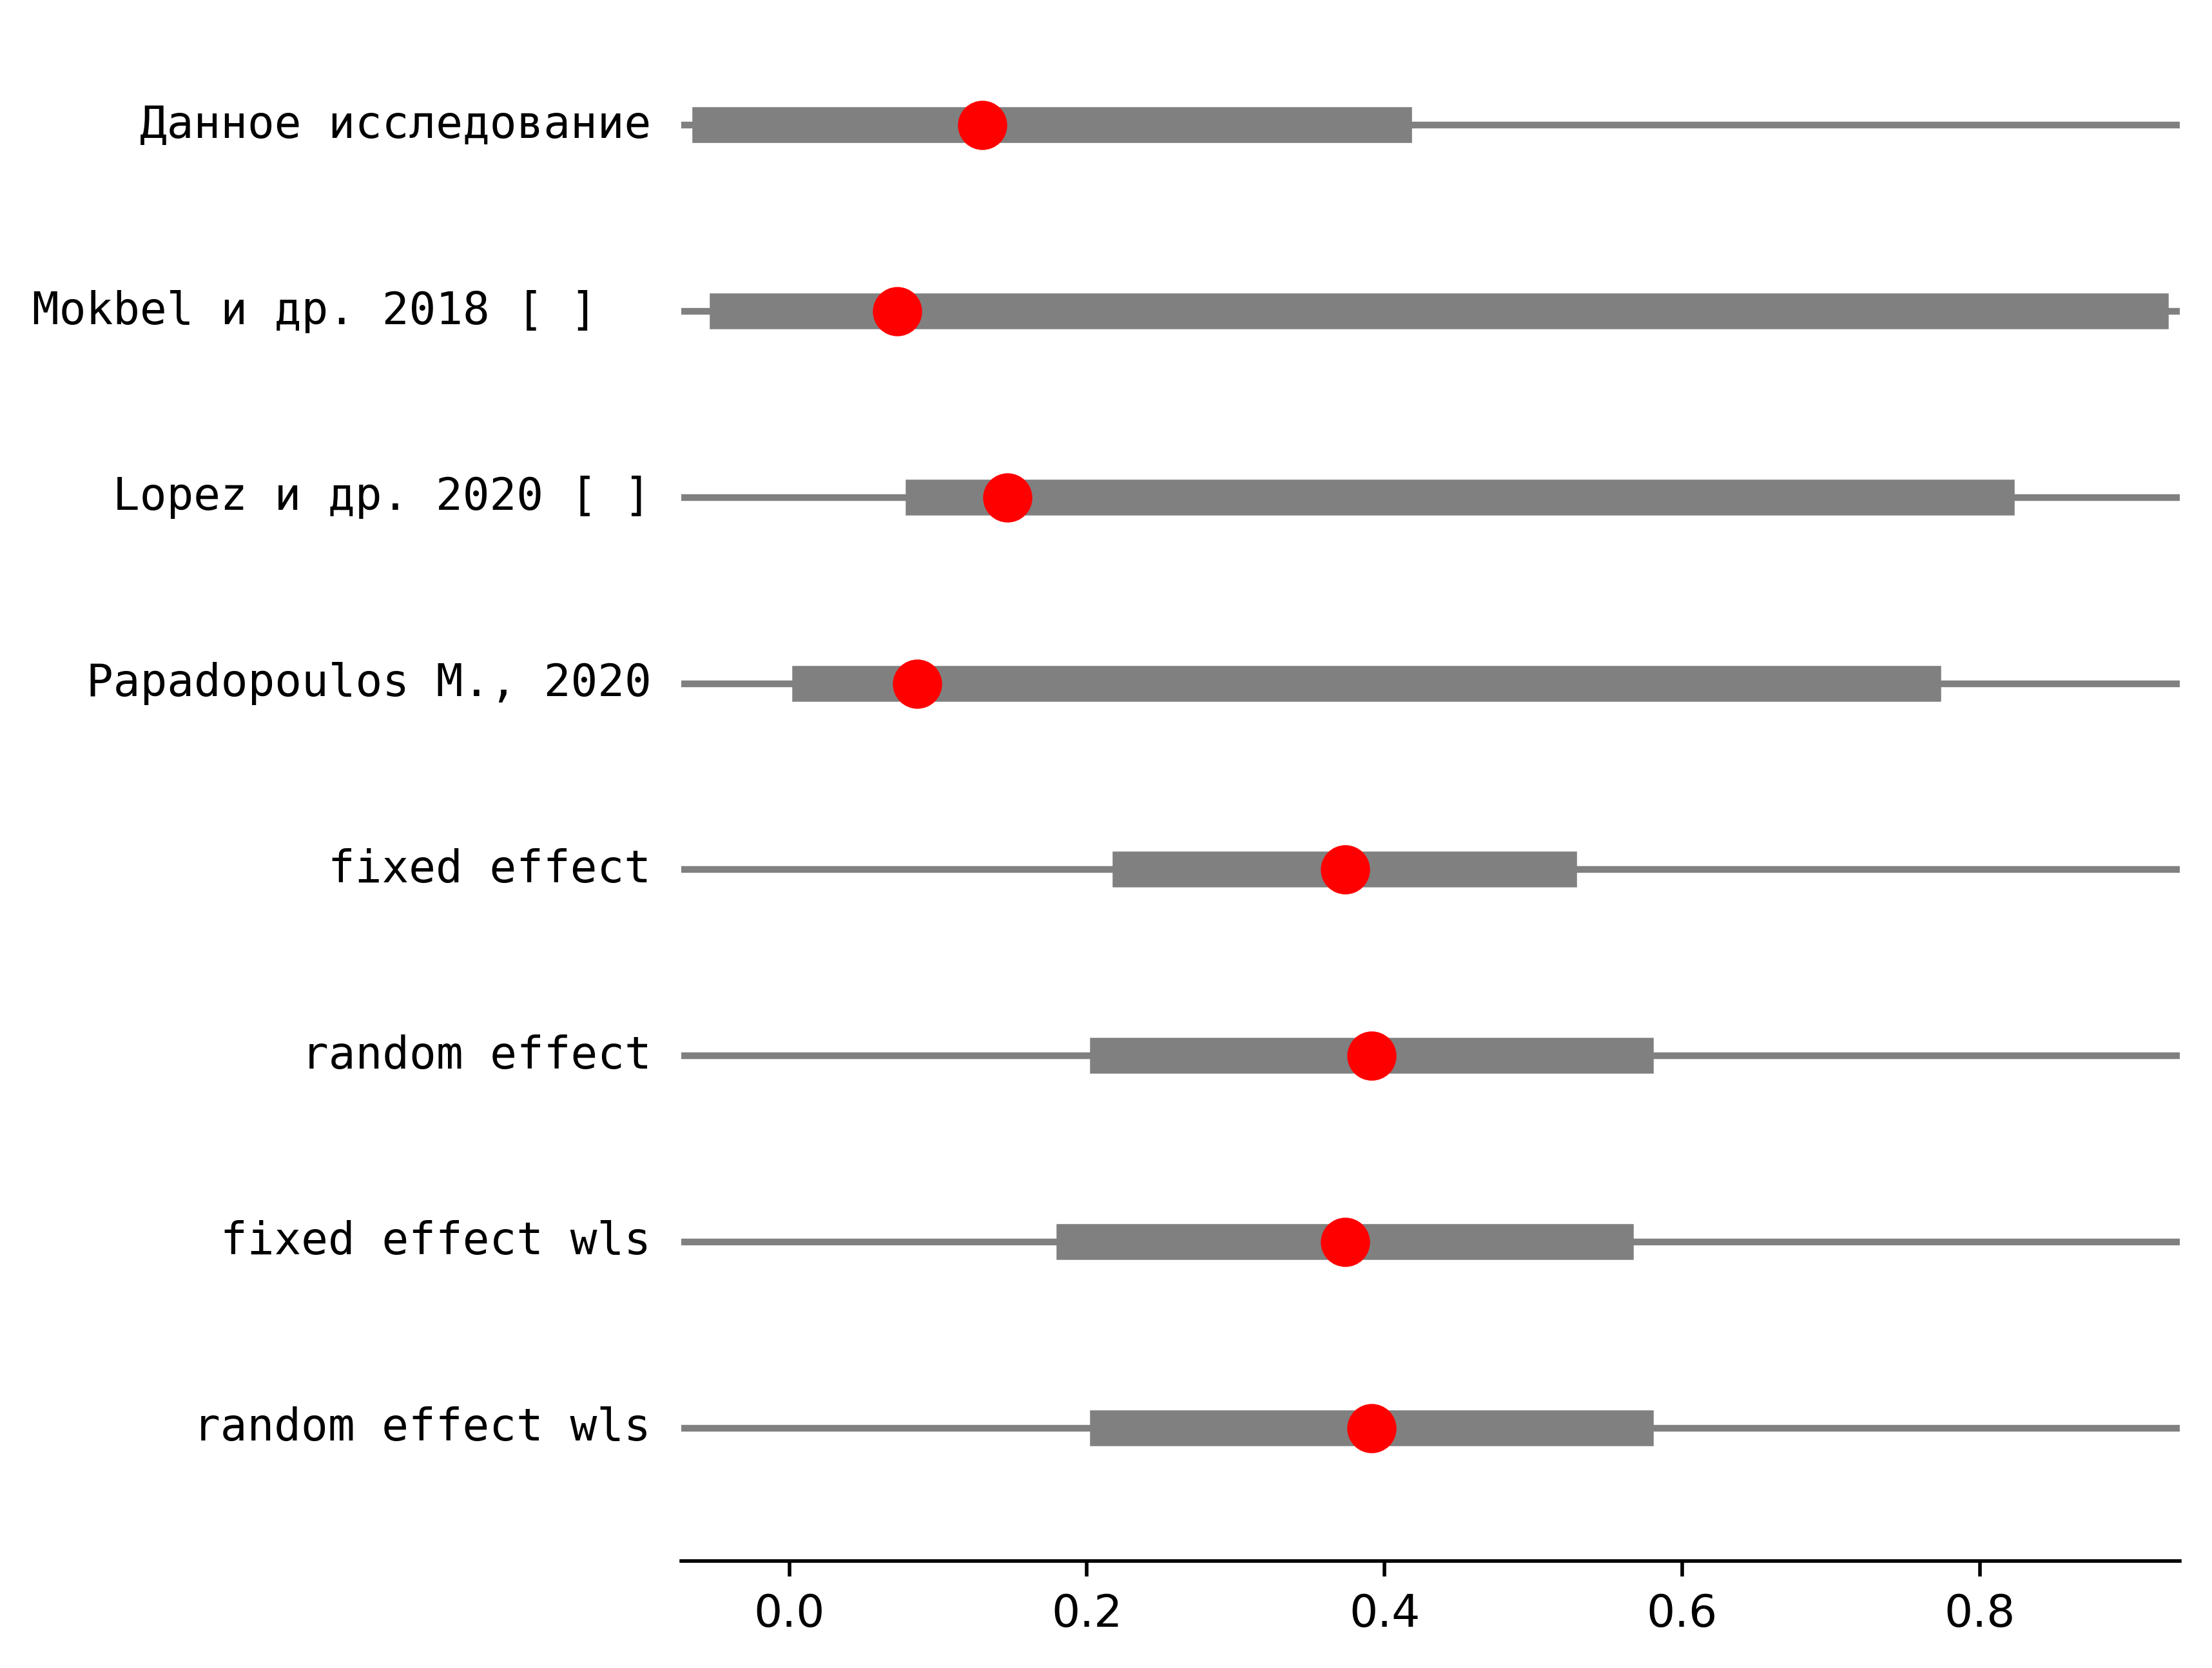 Данное исследование
Mokbel и др. 2018 [ ]
Lopez и др. 2020 [ ]
Papadopoulos M., 2020
fixed effect
random effect
fixed effect wls
random effect wls
0.0 0.2 0.4 0.6 0.8